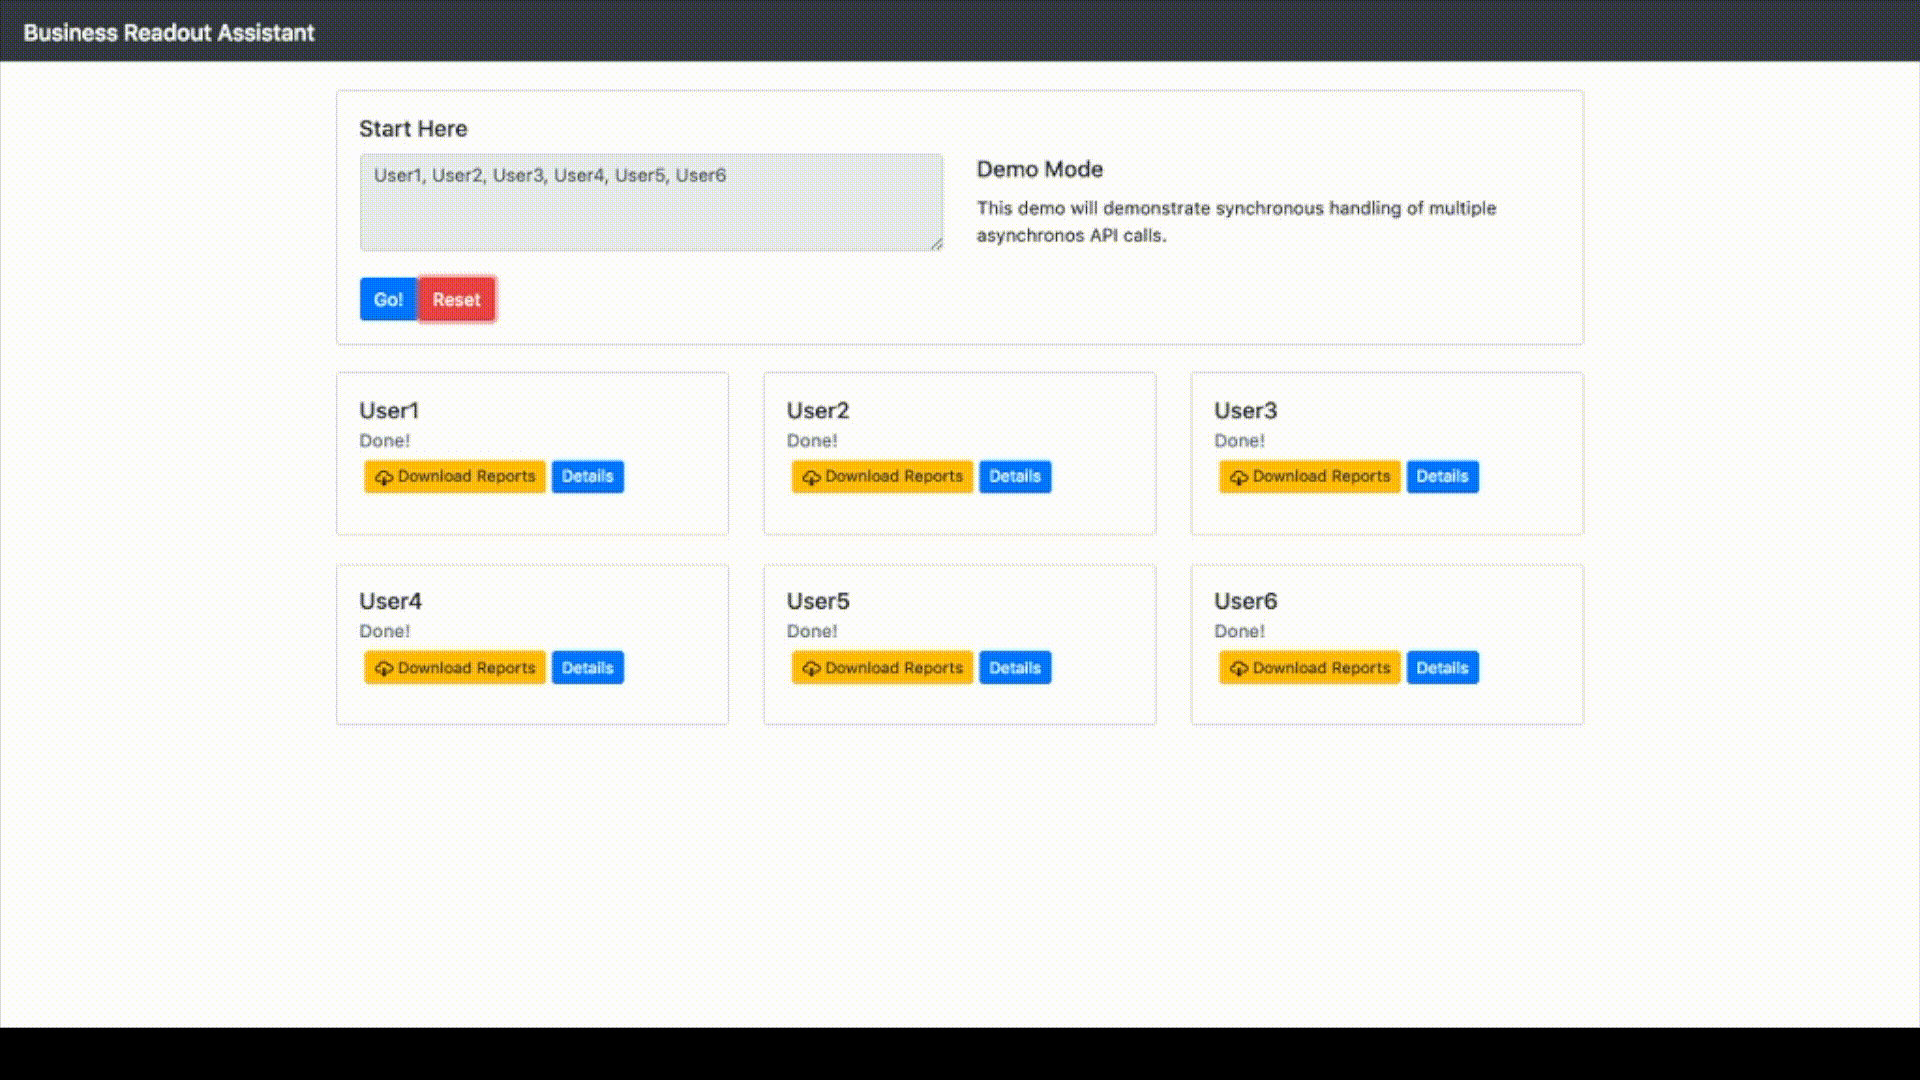 Business Readout Assistant
Start Here
User1, User2, User3, User4, User5, User6
Demo Mode
This demo will demonstrate synchronous handling of multiple
asynchronos API calls.
Go! Reset
User1
Done!
Download Reports Details
User2
Done!
Download Reports Details
User3
Done!
Download Reports Details
User4
Done!
Download Reports Details
User5
Done!
Download Reports Details
User6
Done!
Download Reports Details